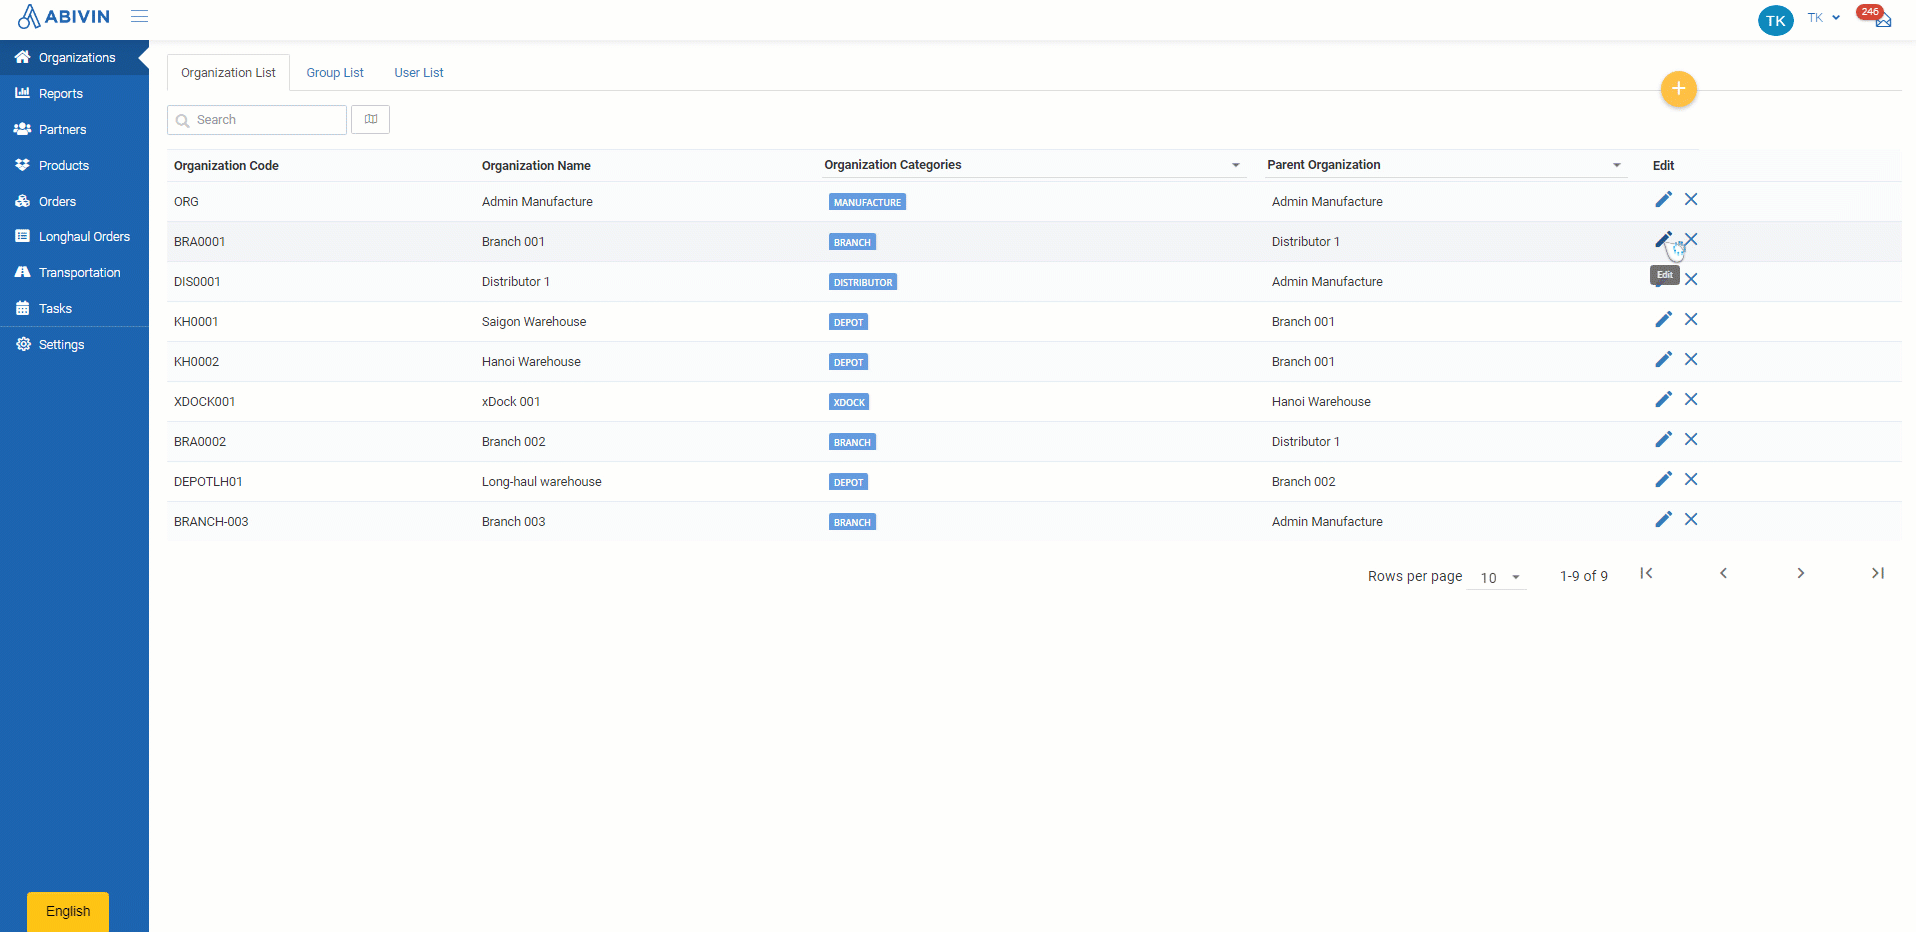 ABIVIN
TK TK 246
Organizations
Reports
Partners
Products
Orders
Longhaul Orders
Transportation
Tasks
Settings
English
Organization List Group List User List
Search
Organization Code Organization Name Organization Categories Parent Organization Edit
ORG Admin Manufacture MANUFACTURE Admin Manufacture
BRA0001 Branch 001 BRANCH Distributor 1
Edit
DIS0001 Distributor 1 DISTRIBUTOR Admin Manufacture
KH0001 Saigon Warehouse DEPOT Branch 001
KH0002 Hanoi Warehouse DEPOT Branch 001
XDOCK001 xDock 001 XDOCK Hanoi Warehouse
BRA0002 Branch 002 BRANCH Distributor 1
DEPOTLH01 Long-haul warehouse DEPOT Branch 002
BRANCH-003 Branch 003 BRANCH Admin Manufacture
Rows per page 10 1-9 of 9